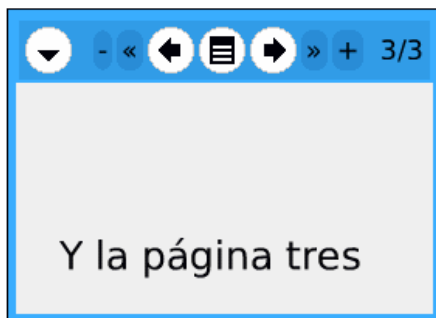 - « » + 3/3
Y la página tres